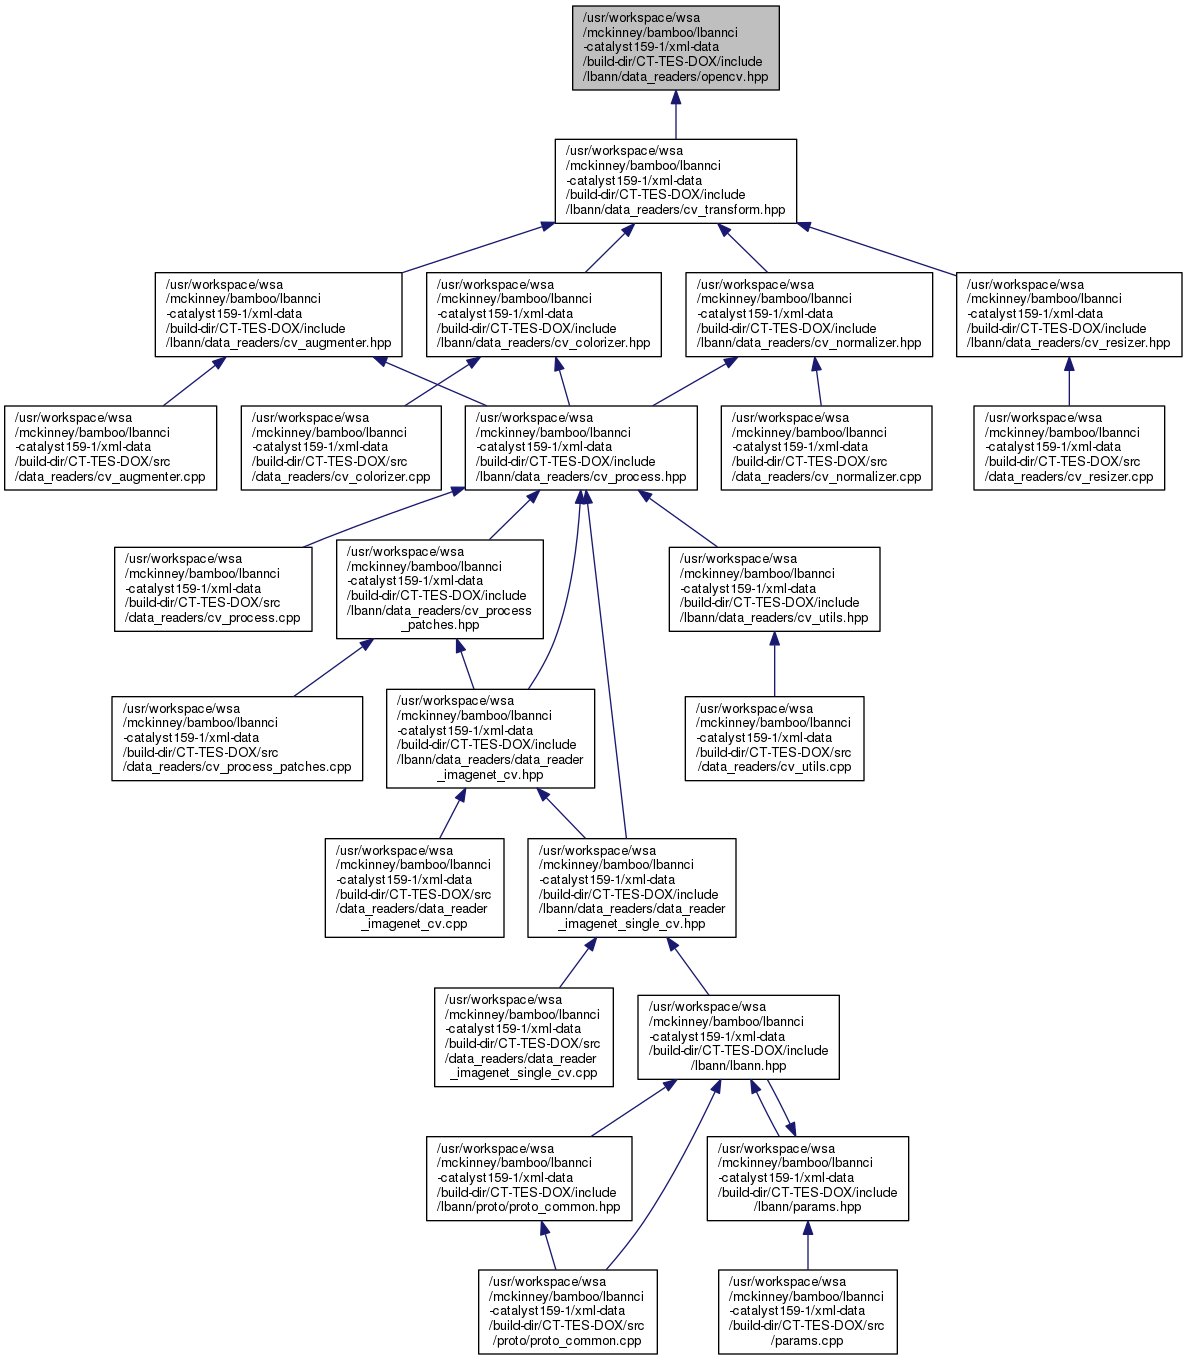 /usr/workspace/wsa
/mckinney/bamboo/lbannci
-catalyst159-1/xml-data
/build-dir/CT-TES-DOX/include
/lbann/data_readers/opencv.hpp
/usr/workspace/wsa
/mckinney/bamboo/lbannci
-catalyst159-1/xml-data
/build-dir/CT-TES-DOX/include
/lbann/data_readers/cv_transform.hpp
/usr/workspace/wsa
/mckinney/bamboo/lbannci
-catalyst159-1/xml-data
/build-dir/CT-TES-DOX/include
/lbann/data_readers/cv_augmenter.hpp
/usr/workspace/wsa
/mckinney/bamboo/lbannci
-catalyst159-1/xml-data
/build-dir/CT-TES-DOX/include
/lbann/data_readers/cv_colorizer.hpp
/usr/workspace/wsa
/mckinney/bamboo/lbannci
-catalyst159-1/xml-data
/build-dir/CT-TES-DOX/include
/lbann/data_readers/cv_normalizer.hpp
/usr/workspace/wsa
/mckinney/bamboo/lbannci
-catalyst159-1/xml-data
/build-dir/CT-TES-DOX/include
/lbann/data_readers/cv_resizer.hpp
/usr/workspace/wsa
/mckinney/bamboo/lbannci
-catalyst159-1/xml-data
/build-dir/CT-TES-DOX/src
/data_readers/cv_augmenter.cpp
/usr/workspace/wsa
/mckinney/bamboo/lbannci
-catalyst159-1/xml-data
/build-dir/CT-TES-DOX/src
/data_readers/cv_colorizer.cpp
/usr/workspace/wsa
/mckinney/bamboo/lbannci
-catalyst159-1/xml-data
/build-dir/CT-TES-DOX/include
/lbann/data_readers/cv_process.hpp
/usr/workspace/wsa
/mckinney/bamboo/lbannci
-catalyst159-1/xml-data
/build-dir/CT-TES-DOX/src
/data_readers/cv_normalizer.cpp
/usr/workspace/wsa
/mckinney/bamboo/lbannci
-catalyst159-1/xml-data
/build-dir/CT-TES-DOX/src
/data_readers/cv_resizer.cpp
/usr/workspace/wsa
/mckinney/bamboo/lbannci
-catalyst159-1/xml-data
/build-dir/CT-TES-DOX/src
/data_readers/cv_process.cpp
/usr/workspace/wsa
/mckinney/bamboo/lbannci
-catalyst159-1/xml-data
/build-dir/CT-TES-DOX/include
/lbann/data_readers/cv_process
_patches.hpp
/usr/workspace/wsa
/mckinney/bamboo/lbannci
-catalyst159-1/xml-data
/build-dir/CT-TES-DOX/include
/lbann/data_readers/cv_utils.hpp
/usr/workspace/wsa
/mckinney/bamboo/lbannci
-catalyst159-1/xml-data
/build-dir/CT-TES-DOX/src
/data_readers/cv_process_patches.cpp
/usr/workspace/wsa
/mckinney/bamboo/lbannci
-catalyst159-1/xml-data
/build-dir/CT-TES-DOX/include
/lbann/data_readers/data_reader
_imagenet_cv.hpp
/usr/workspace/wsa
/mckinney/bamboo/lbannci
-catalyst159-1/xml-data
/build-dir/CT-TES-DOX/src
/data_readers/cv_utils.cpp
/usr/workspace/wsa
/mckinney/bamboo/lbannci
-catalyst159-1/xml-data
/build-dir/CT-TES-DOX/src
/data_readers/data_reader
_imagenet_cv.cpp
/usr/workspace/wsa
/mckinney/bamboo/lbannci
-catalyst159-1/xml-data
/build-dir/CT-TES-DOX/include
/lbann/data_readers/data_reader
_imagenet_single_cv.hpp
/usr/workspace/wsa
/mckinney/bamboo/lbannci
-catalyst159-1/xml-data
/build-dir/CT-TES-DOX/src
/data_readers/data_reader
_imagenet_single_cv.cpp
/usr/workspace/wsa
/mckinney/bamboo/lbannci
-catalyst159-1/xml-data
/build-dir/CT-TES-DOX/include
/lbann/lbann.hpp
/usr/workspace/wsa
/mckinney/bamboo/lbannci
-catalyst159-1/xml-data
/build-dir/CT-TES-DOX/include
/lbann/proto/proto_common.hpp
/usr/workspace/wsa
/mckinney/bamboo/lbannci
-catalyst159-1/xml-data
/build-dir/CT-TES-DOX/include
/lbann/params.hpp
/usr/workspace/wsa
/mckinney/bamboo/lbannci
-catalyst159-1/xml-data
/build-dir/CT-TES-DOX/src
/proto/proto_common.cpp
/usr/workspace/wsa
/mckinney/bamboo/lbannci
-catalyst159-1/xml-data
/build-dir/CT-TES-DOX/src
/params.cpp